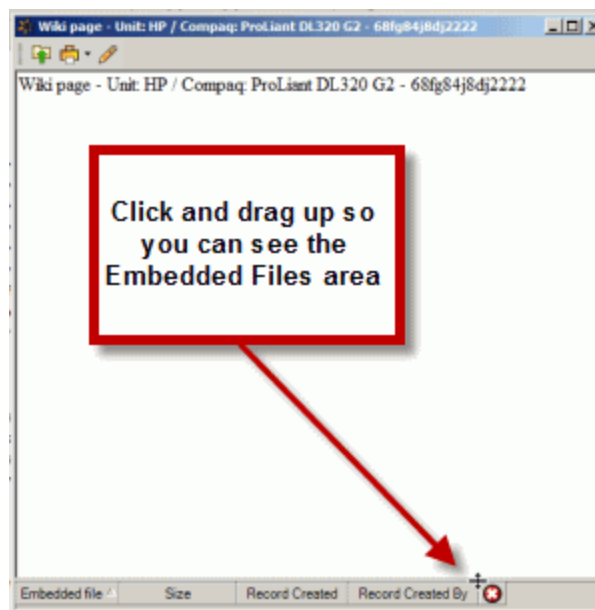 Wiki page - Unit: HP / Compaq: ProLiant DL320 G2 - 68fg84j8dj2222
Wiki page - Unit: HP / Compaq: ProLiant DL320 G2 - 68fg84j8dj2222
Click and drag up so
you can see the
Embedded Files area
Embedded file Size Record Created Record Created By